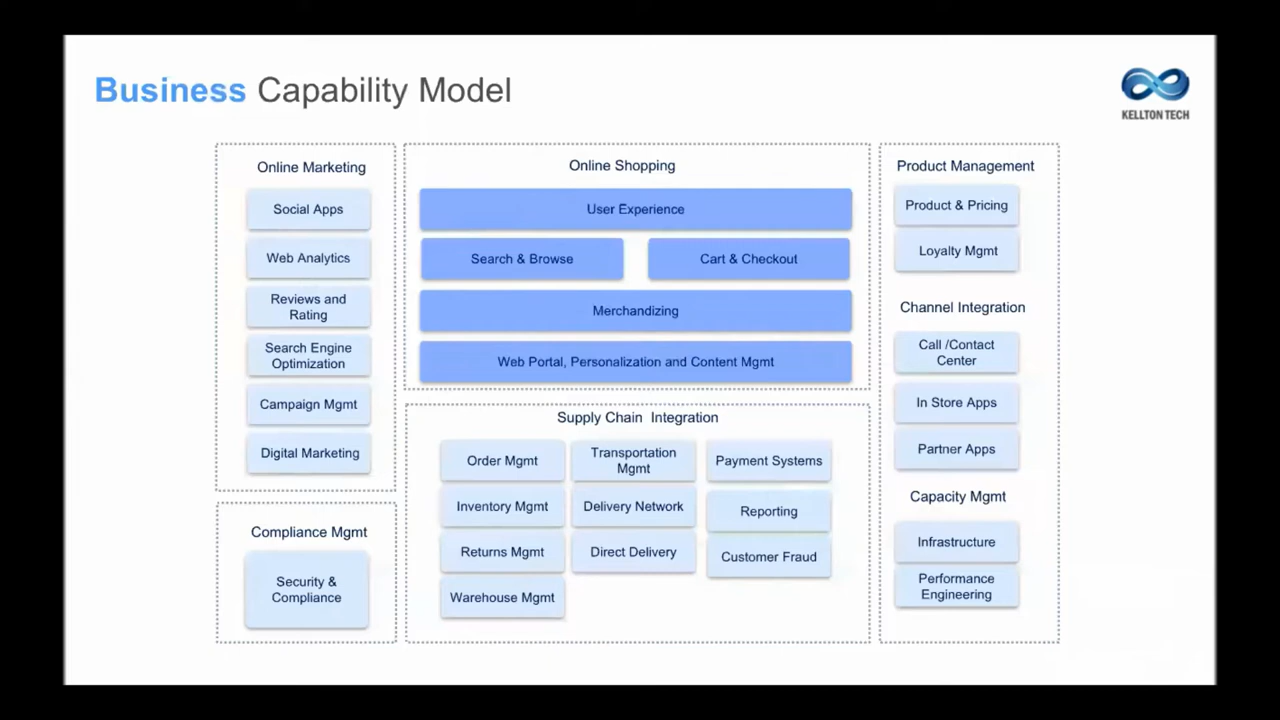 Business Capability Model
KELLTON TECH
Online Marketing
Social Apps
Web Analytics
Reviews and
Rating
Search Engine
Optimization
Campaign Mgmt
Digital Marketing
Compliance Mgmt
Security &
Compliance
Online Shopping
User Experience
Search & Browse
Cart & Checkout
Merchandizing
Web Portal, Personalization and Content Mgmt
Supply Chain Integration
Order Mgmt
Transportation
Mgmt
Payment Systems
Inventory Mgmt
Delivery Network
Reporting
Returns Mgmt
Direct Delivery
Customer Fraud
Warehouse Mgmt
Product Management
Product & Pricing
Loyalty Mgmt
Channel Integration
Call /Contact
Center
In Store Apps
Partner Apps
Capacity Mgmt
Infrastructure
Performance
Engineering